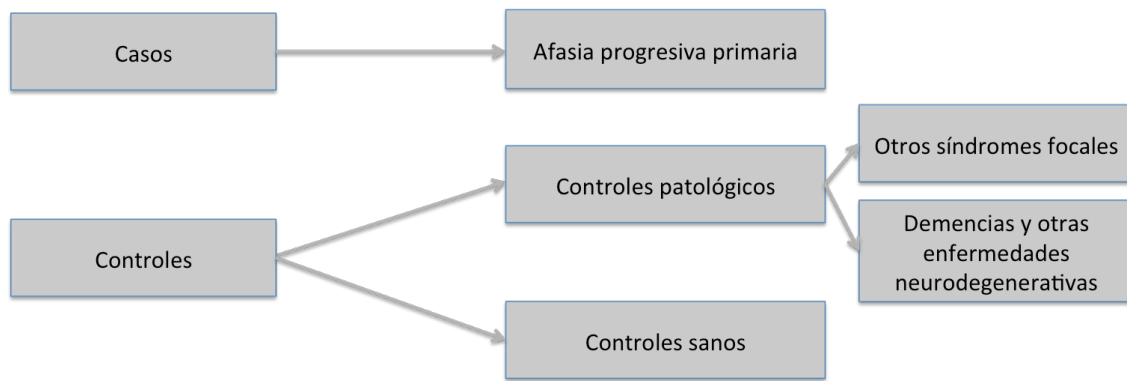 Casos
Afasia progresiva primaria
Otros síndromes focales
Controles patológicos
Demencias y otras
enfermedades
neurodegenerativas
Controles
Controles sanos